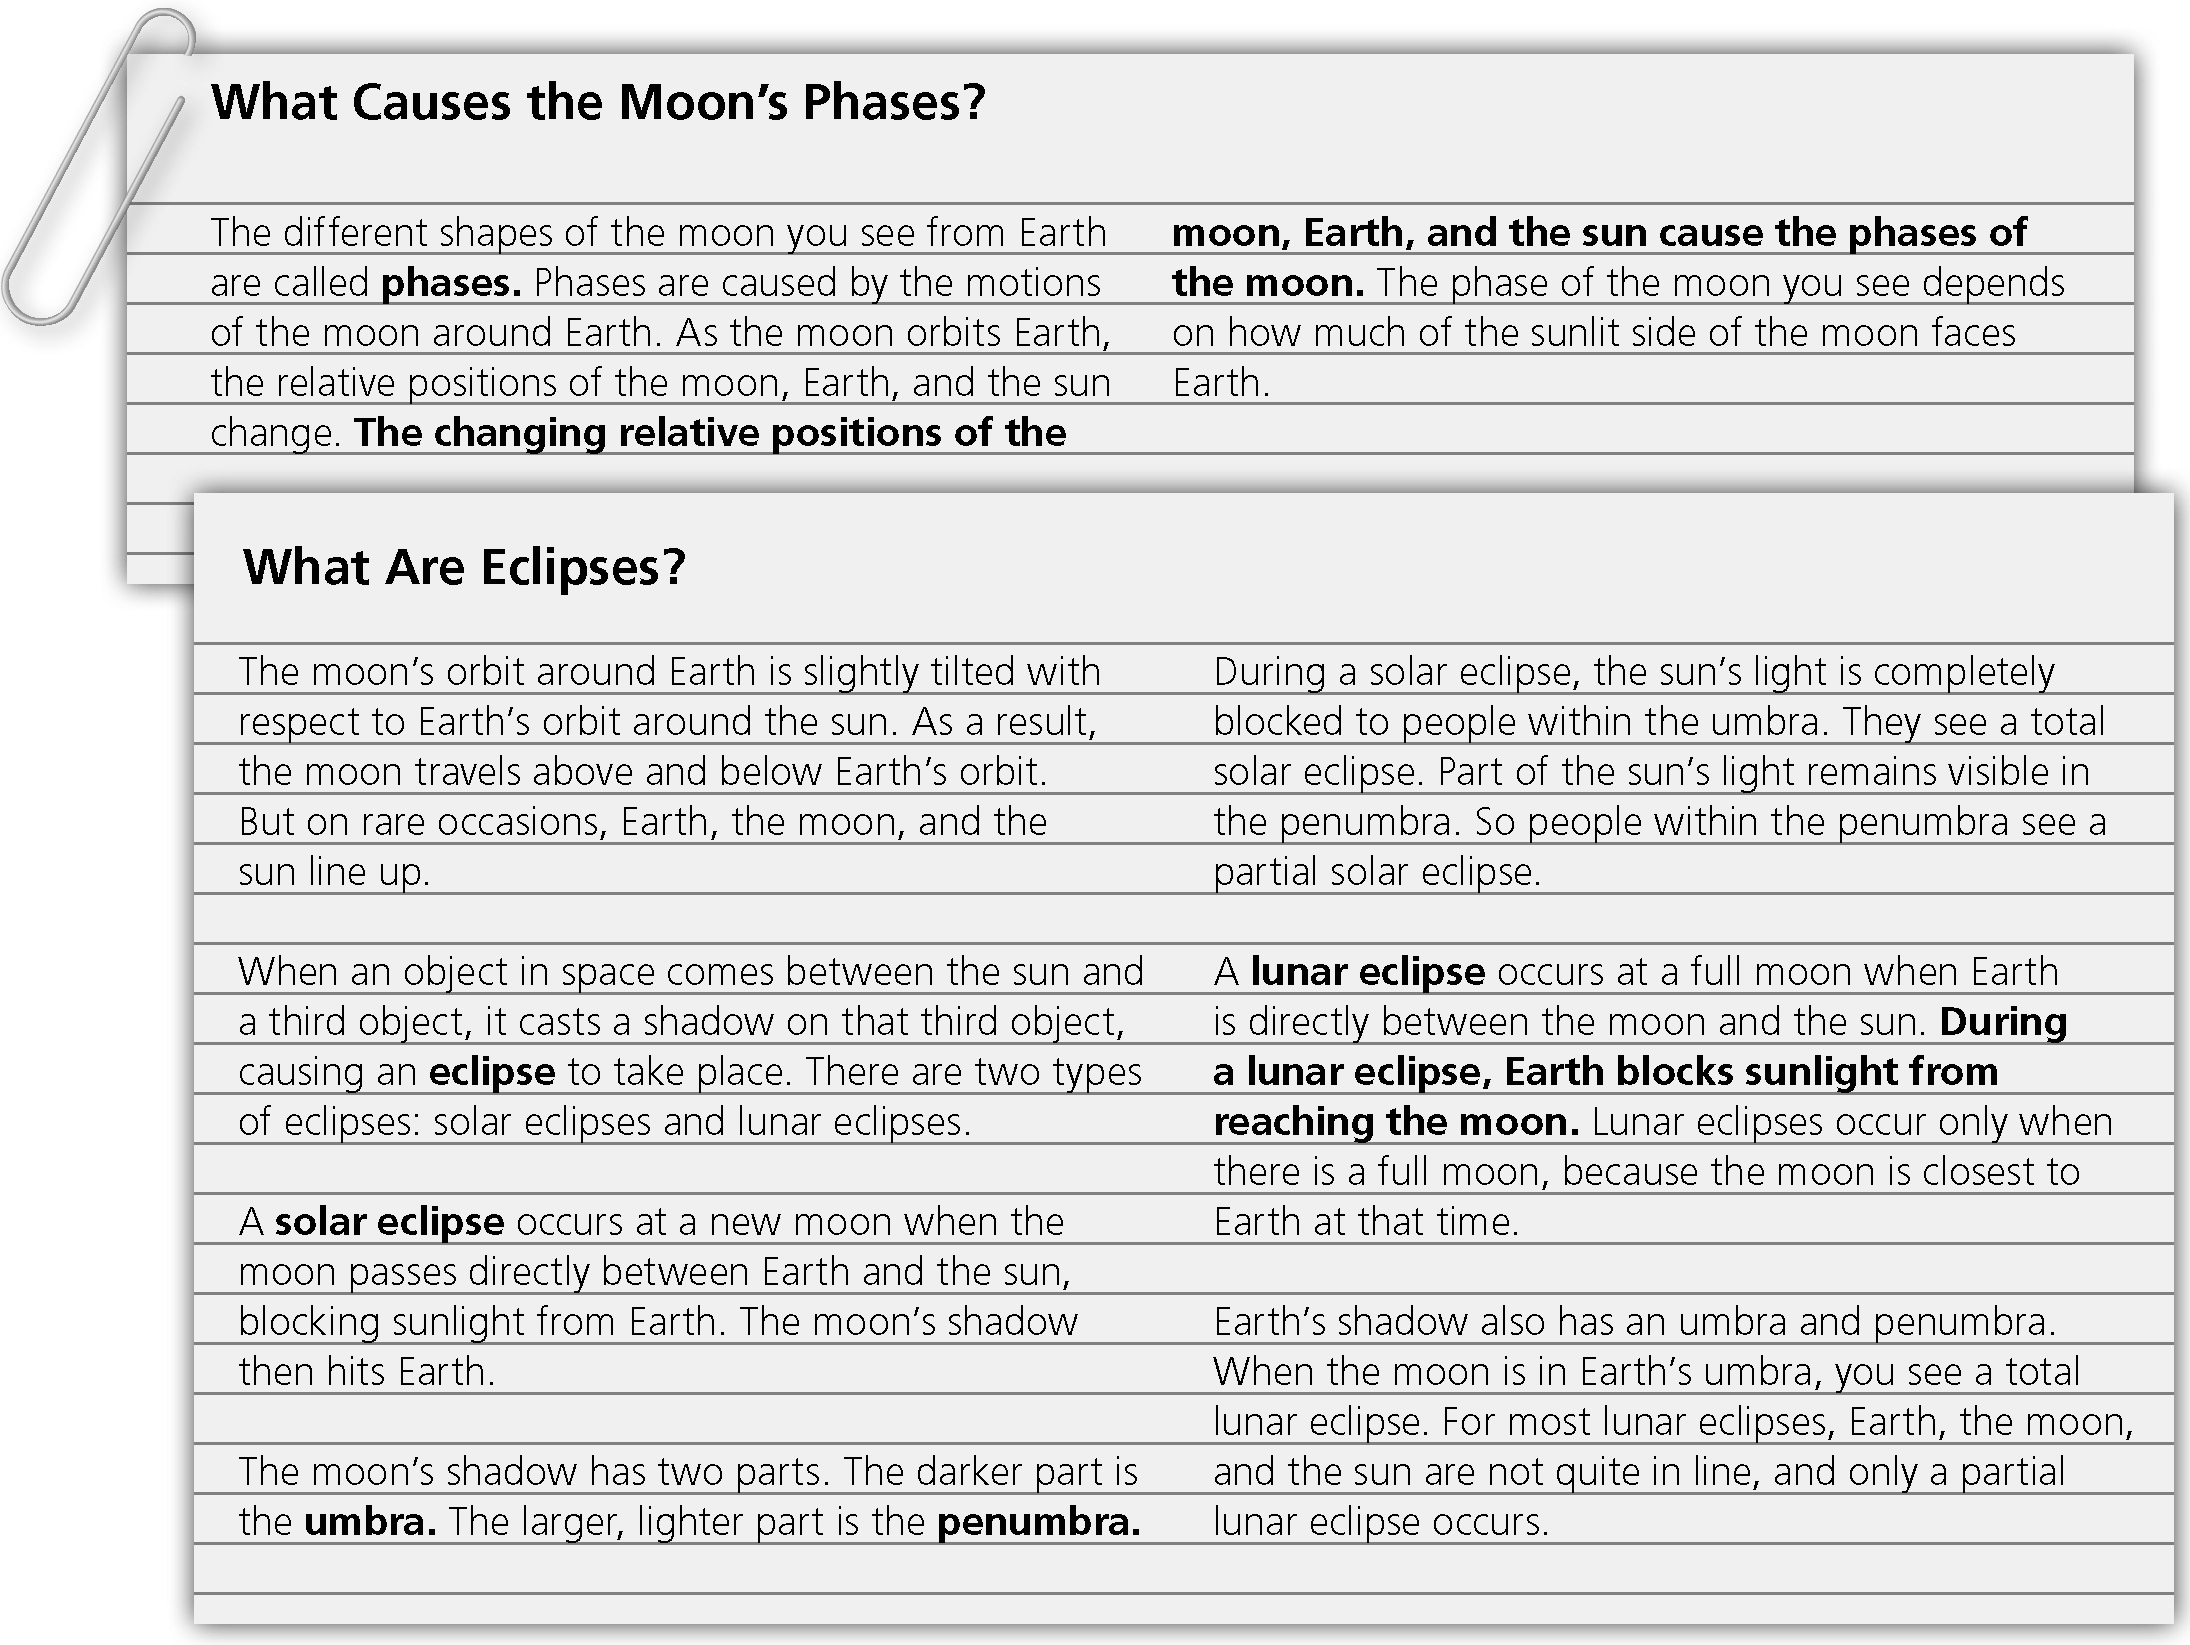 What Causes the Moon's Phases?
The different shapes of the moon you see from Earth
are called phases. Phases are caused by the motions
of the moon around Earth. As the moon orbits Earth,
the relative positions of the moon, Earth, and the sun
change. The changing relative positions of the
moon, Earth, and the sun cause the phases of
the moon. The phase of the moon you see depends
on how much of the sunlit side of the moon faces
Earth.
What Are Eclipses?
The moon's orbit around Earth is slightly tilted with
respect to Earth's orbit around the sun. As a result,
the moon travels above and below Earth's orbit.
But on rare occasions, Earth, the moon, and the
sun line up.
When an object in space comes between the sun and
a third object, it casts a shadow on that third object,
causing an eclipse to take place. There are two types
of eclipses: solar eclipses and lunar eclipses.
A solar eclipse occurs at a new moon when the
moon passes directly between Earth and the sun,
blocking sunlight from Earth. The moon's shadow
then hits Earth.
The moon's shadow has two parts. The darker part is
the umbra. The larger, lighter part is the penumbra.
During a solar eclipse, the sun's light is completely
blocked to people within the umbra. They see a total
solar eclipse. Part of the sun's light remains visible in
the penumbra. So people within the penumbra see a
partial solar eclipse.
A lunar eclipse occurs at a full moon when Earth
is directly between the moon and the sun. During
a lunar eclipse, Earth blocks sunlight from
reaching the moon. Lunar eclipses occur only when
there is a full moon, because the moon is closest to
Earth at that time.
Earth's shadow also has an umbra and penumbra.
When the moon is in Earth's umbra, you see a total
lunar eclipse. For most lunar eclipses, Earth, the moon,
and the sun are not quite in line, and only a partial
lunar eclipse occurs.